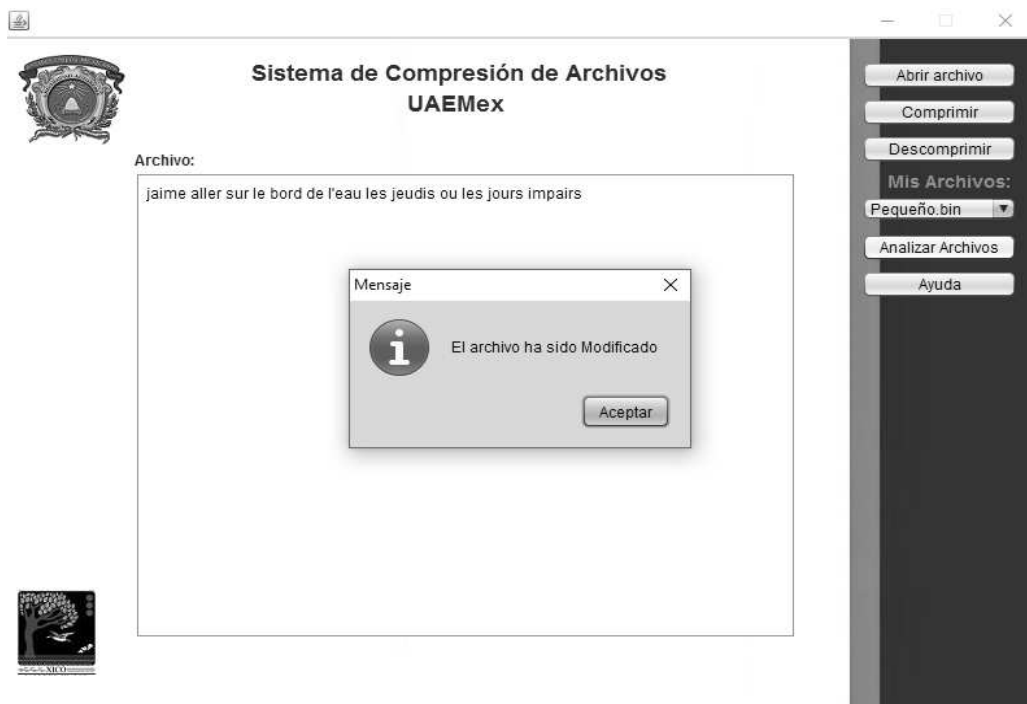 Sistema de Compresión de Archivos
UAEMex
Archivo:
jaime aller sur le bord de l'eau les jeudis ou les jours impairs
Mensaje
El archivo ha sido Modificado
Aceptar
Abrir archivo
Comprimir
Descomprimir
Mis Archivos:
Pequeño.bin
Analizar Archivos
Ayuda
XICO